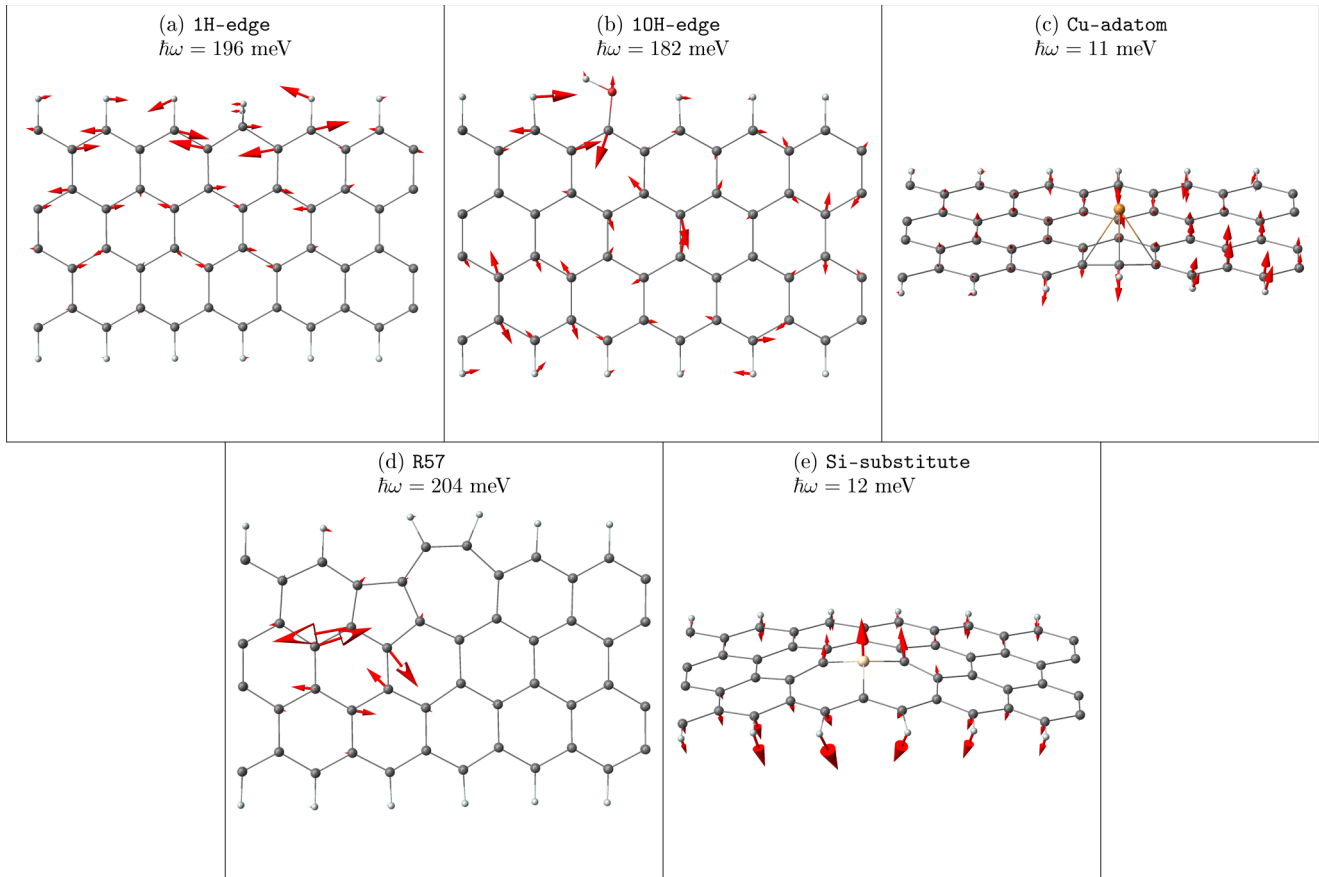 (a) 1H-edge
ħω = 196 meV
(b) 1OH-edge
ħω = 182 meV
(c) Cu-adatom
ħω = 11 meV
(d) R57
ħω = 204 meV
(e) Si-substitute
ħω = 12 meV